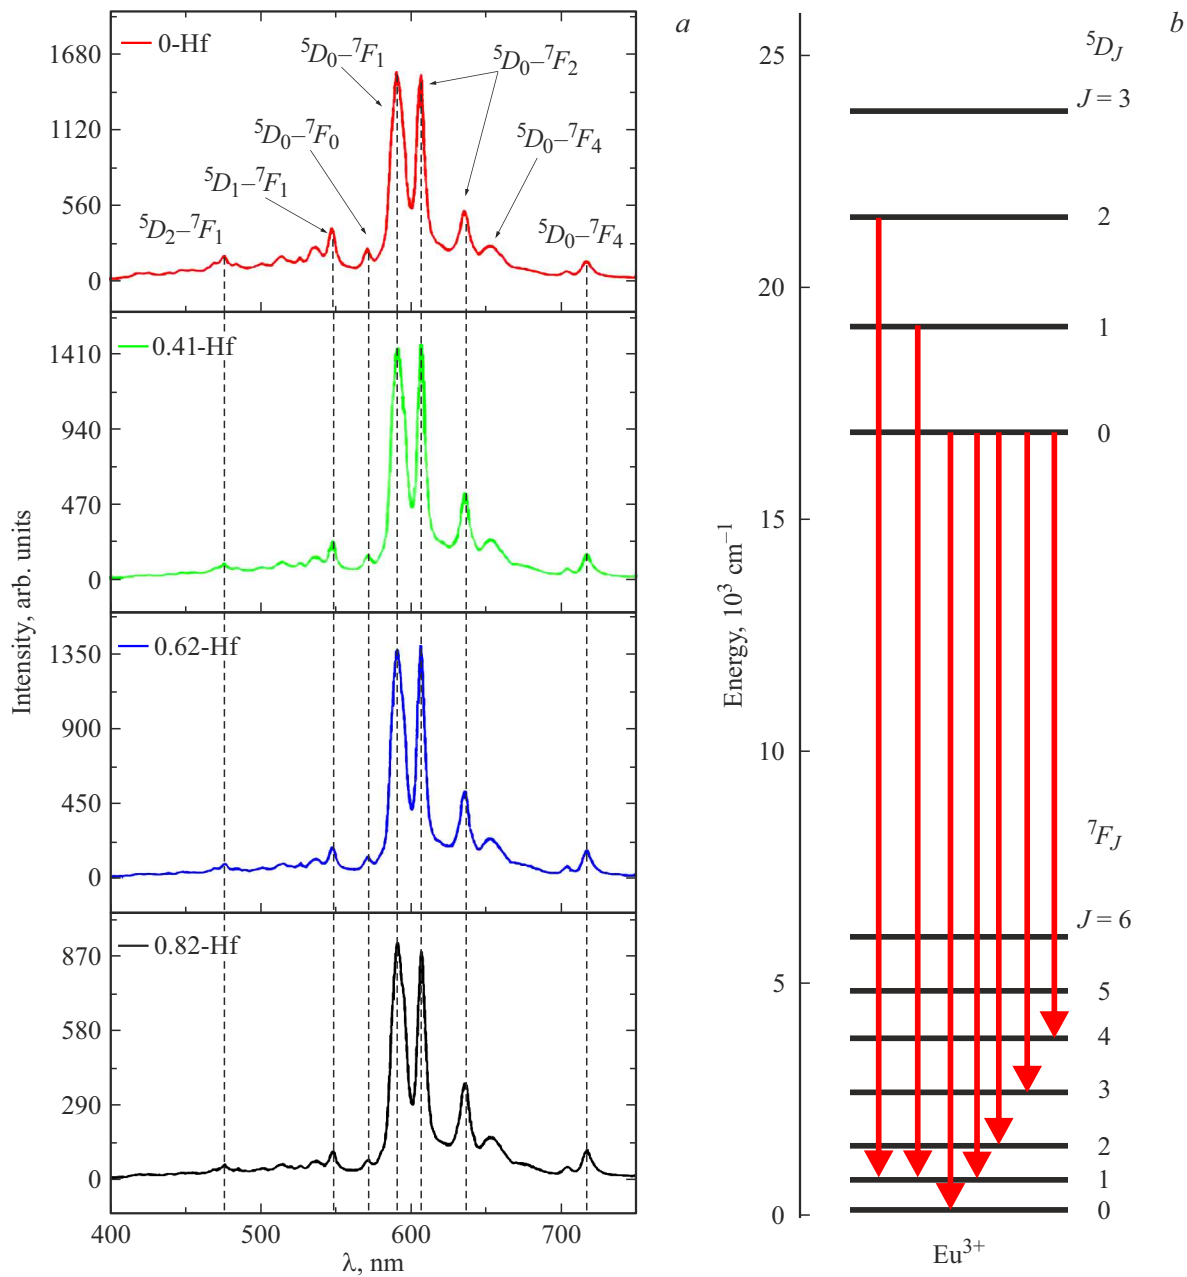 a
0-Hf
1680
1120
560
0
⁵D₀–⁷F₁
⁵D₀–⁷F₂
⁵D₀–⁷F₀
⁵D₀–⁷F₄
⁵D₁–⁷F₁
⁵D₂–⁷F₁
⁵D₀–⁷F₄
0.41-Hf
1410
940
470
0
0.62-Hf
1350
900
450
0
0.82-Hf
870
580
290
0
400 500 600 700
λ, nm
Intensity, arb. units
b
25
20
15
10
5
0
Energy, 10³ cm⁻¹
⁵D_J
J = 3
2
1
0
⁷F_J
J = 6
5
4
3
2
1
0
Eu³⁺